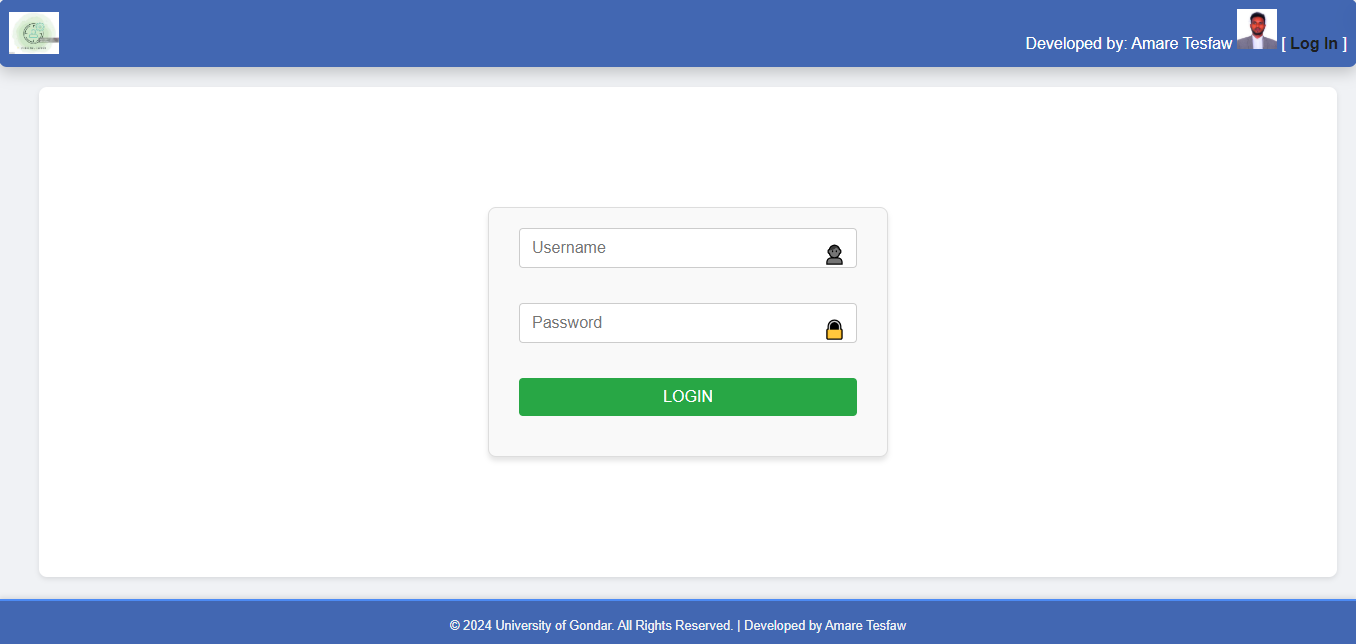 Developed by: Amare Tesfaw [ Log In ]
Username
Password
LOGIN
© 2024 University of Gondar. All Rights Reserved. | Developed by Amare Tesfaw